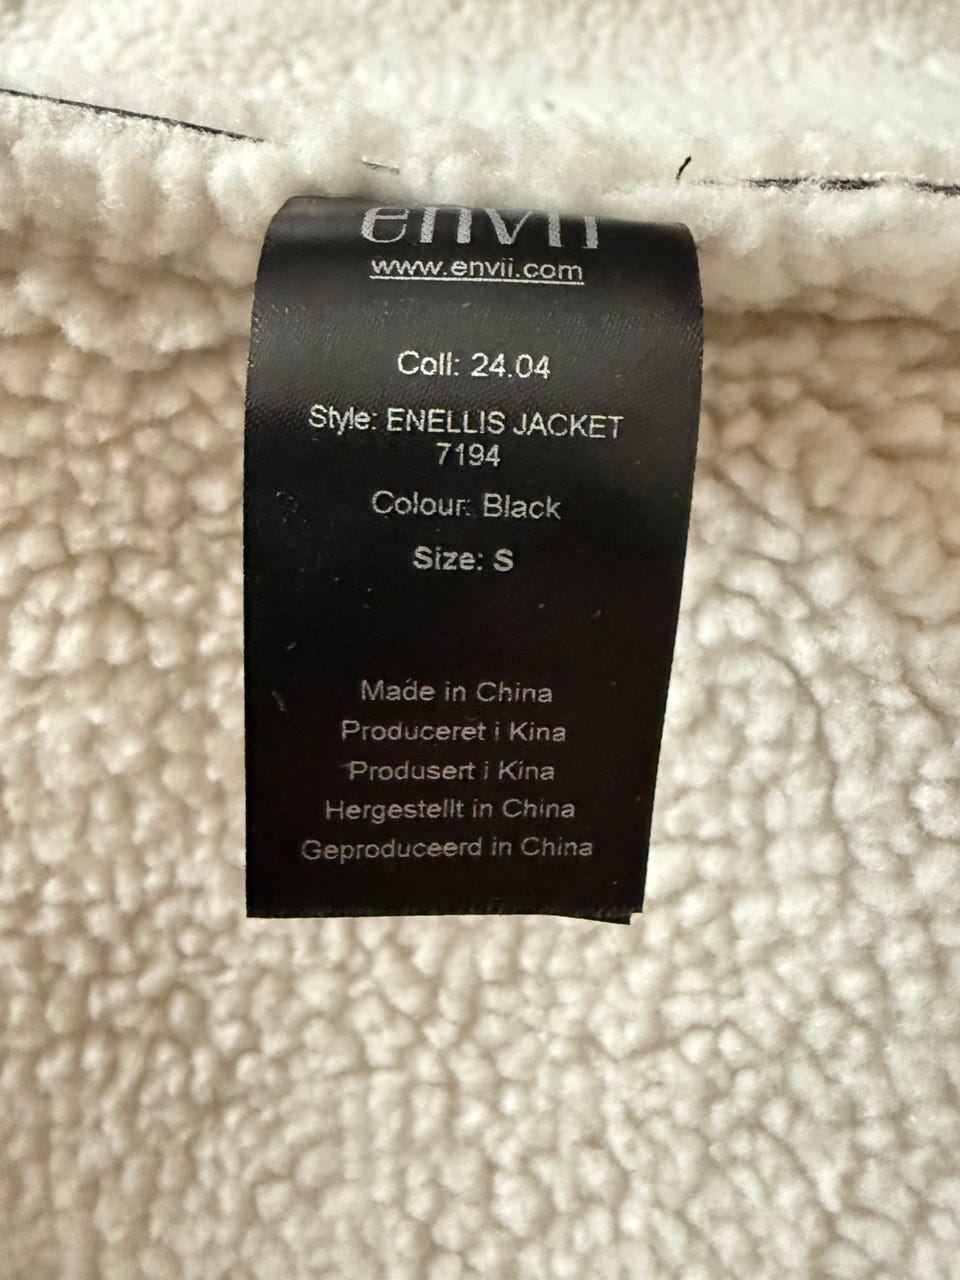 envii
www.envii.com
Coll: 24.04
Style: ENELLIS JACKET
7194
Colour: Black
Size: S
Made in China
Produceret i Kina
Produsert i Kina
Hergestellt in China
Geproduceerd in China